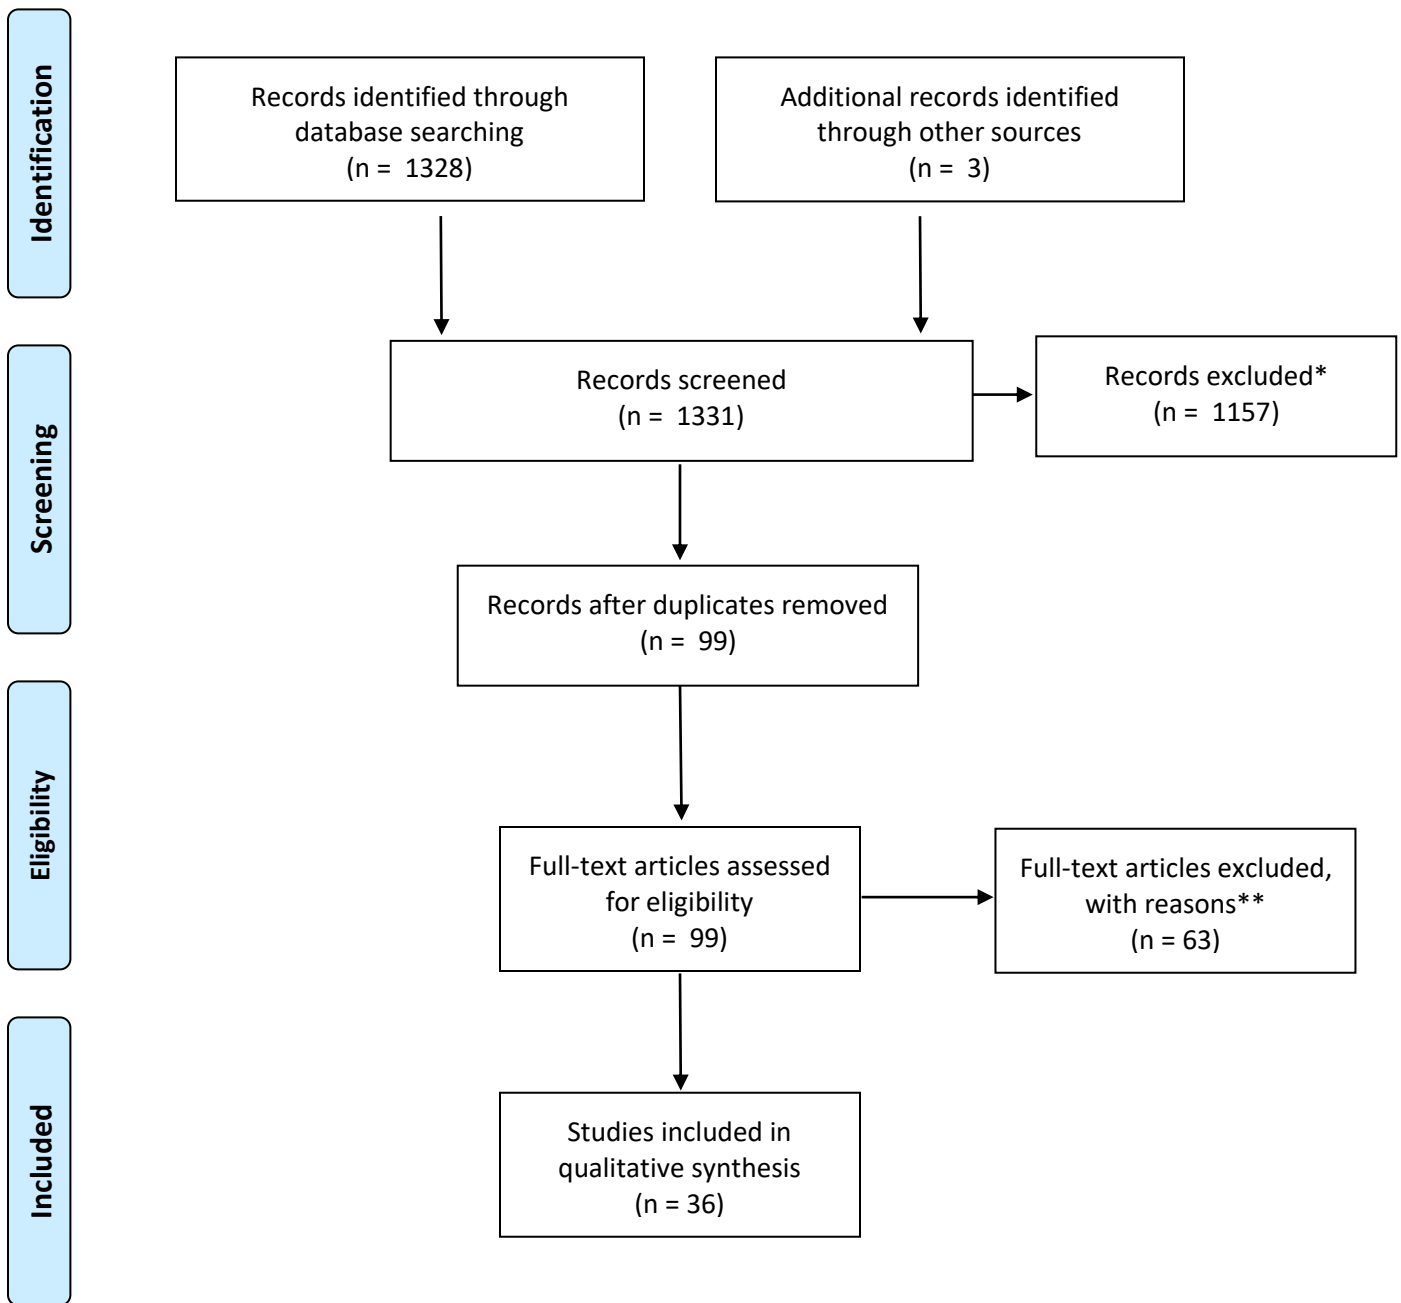 Identification
Records identified through
database searching
(n =  1328)
Additional records identified
through other sources
(n =  3)
Screening
Records screened
(n =  1331)
Records excluded*
(n =  1157)
Records after duplicates removed
(n =  99)
Eligibility
Full-text articles assessed
for eligibility
(n =  99)
Full-text articles excluded,
with reasons**
(n = 63)
Included
Studies included in
qualitative synthesis
(n = 36)